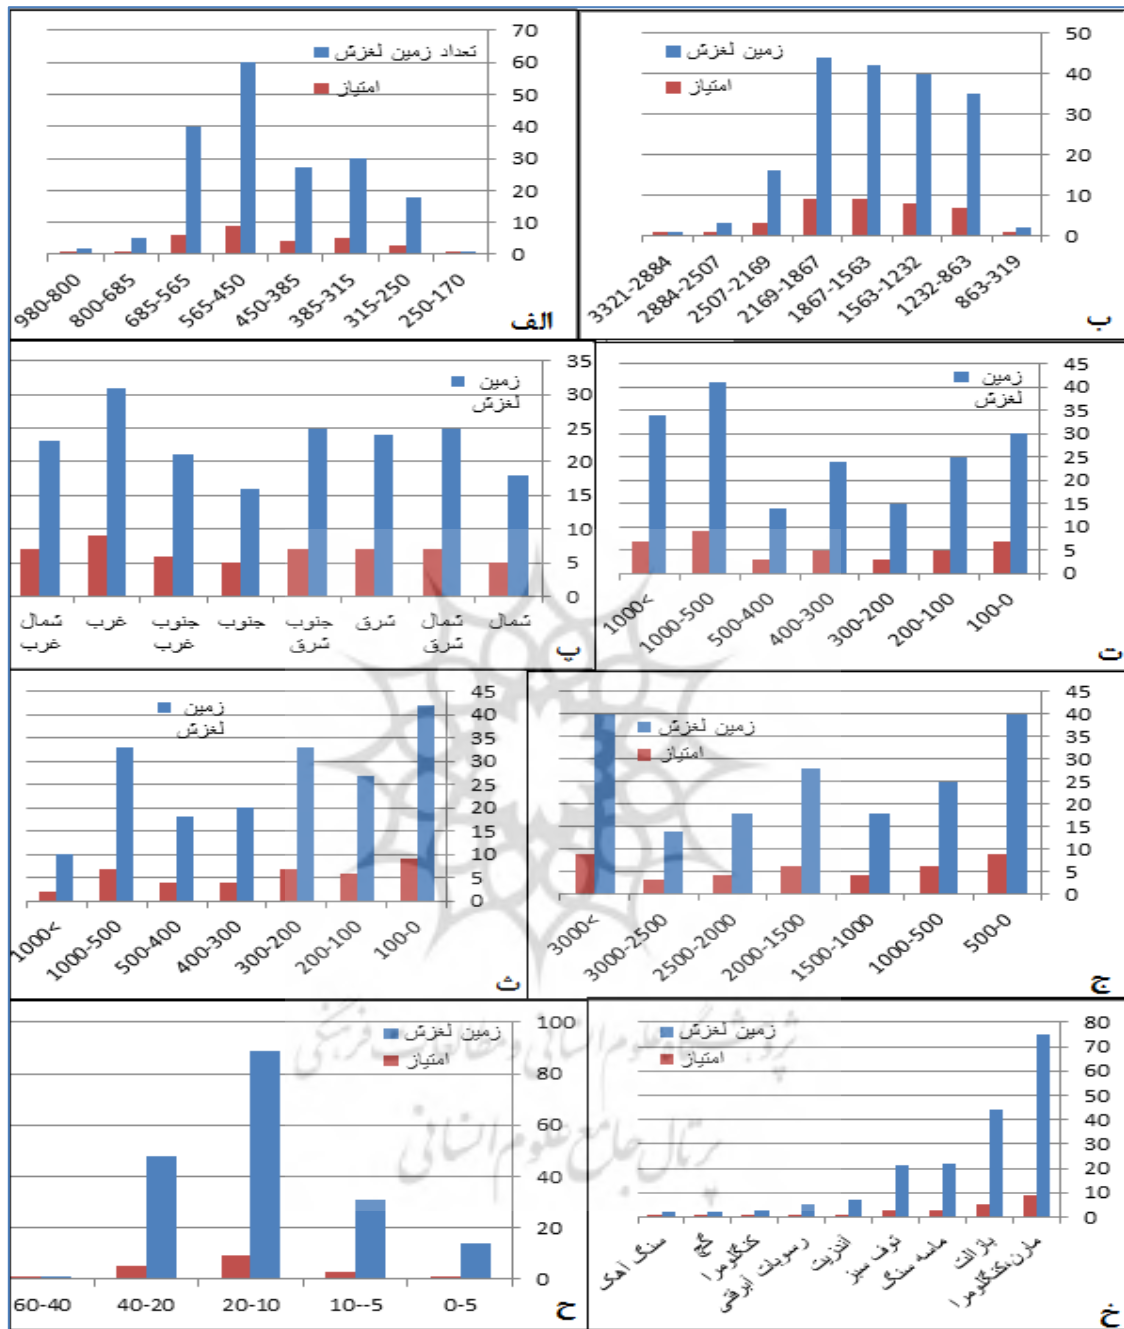 70
60
50
40
30
20
10
0
تعداد زمین لغزش
امتیاز
980-800
800-685
685-565
565-450
450-385
385-315
315-250
250-170
الف
50
40
30
20
10
0
زمین لغزش
امتیاز
3321-2884
2884-2507
2507-2169
2169-1867
1867-1563
1563-1232
1232-863
863-319
ب
35
30
25
20
15
10
5
0
زمین
لغزش
شمال
غرب
غرب
جنوب
غرب
جنوب
جنوب
شرق
شرق
شمال
شرق
شمال
پ
45
40
35
30
25
20
15
10
5
0
زمین
لغزش
1000<
1000-500
500-400
400-300
300-200
200-100
100-0
ت
45
40
35
30
25
20
15
10
5
0
زمین
لغزش
1000<
1000-500
500-400
400-300
300-200
200-100
100-0
ث
45
40
35
30
25
20
15
10
5
0
زمین لغزش
امتیاز
3000<
3000-2500
2500-2000
2000-1500
1500-1000
1000-500
500-0
ج
100
80
60
40
20
0
زمین لغزش
امتیاز
60-40
40-20
20-10
10--5
0-5
ح
80
70
60
50
40
30
20
10
0
زمین لغزش
امتیاز
سنگ آهک
گچ
کنگلومرا
رسوبات آبرفتی
اندزیت
توف سبز
ماسه سنگ
بازالت
مارن،کنگلومرا
خ
پژوهشگاه علوم انسانی و مطالعات فرهنگی
پرتال جامع علوم انسانی